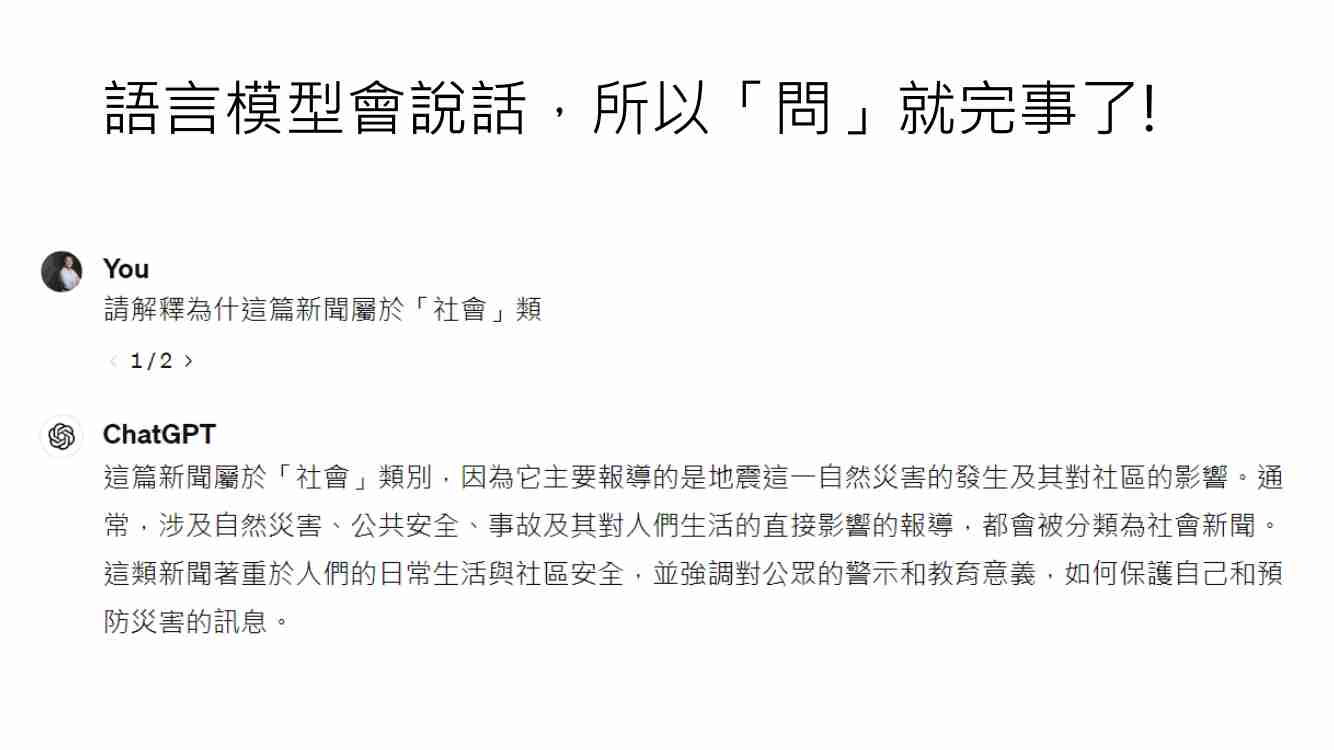 語言模型會說話，所以「問」就完事了!
You
請解釋為什這篇新聞屬於「社會」類
< 1/2 >
ChatGPT
這篇新聞屬於「社會」類別，因為它主要報導的是地震這一自然災害的發生及其對社區的影響。通
常，涉及自然災害、公共安全、事故及其對人們生活的直接影響的報導，都會被分類為社會新聞。
這類新聞著重於人們的日常生活與社區安全，並強調對公眾的警示和教育意義，如何保護自己和預
防災害的訊息。